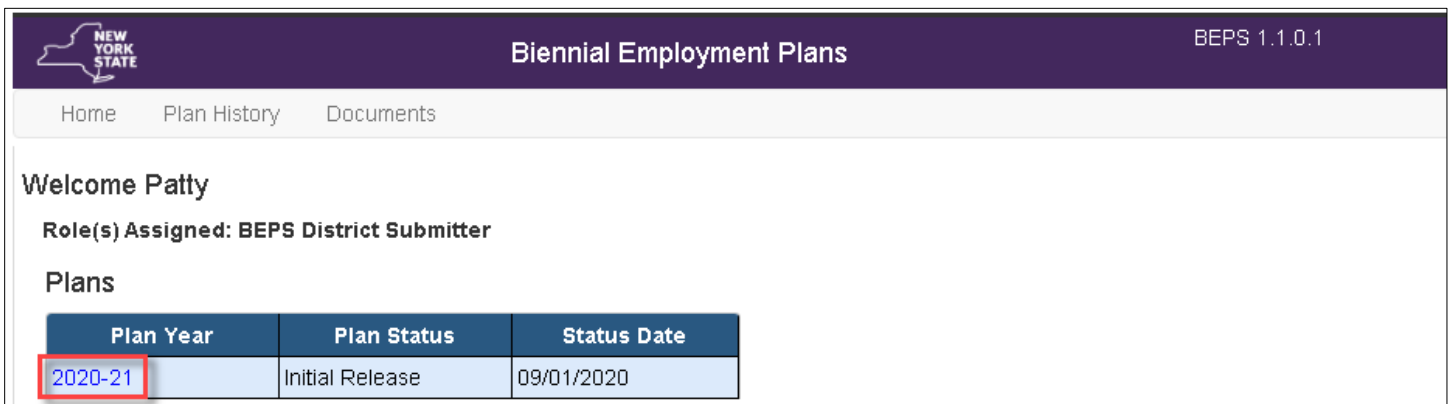 NEW
YORK
STATE
Biennial Employment Plans
BEPS 1.1.0.1
Home Plan History Documents
Welcome Patty
Role(s) Assigned: BEPS District Submitter
Plans
Plan Year Plan Status Status Date
2020-21 Initial Release 09/01/2020